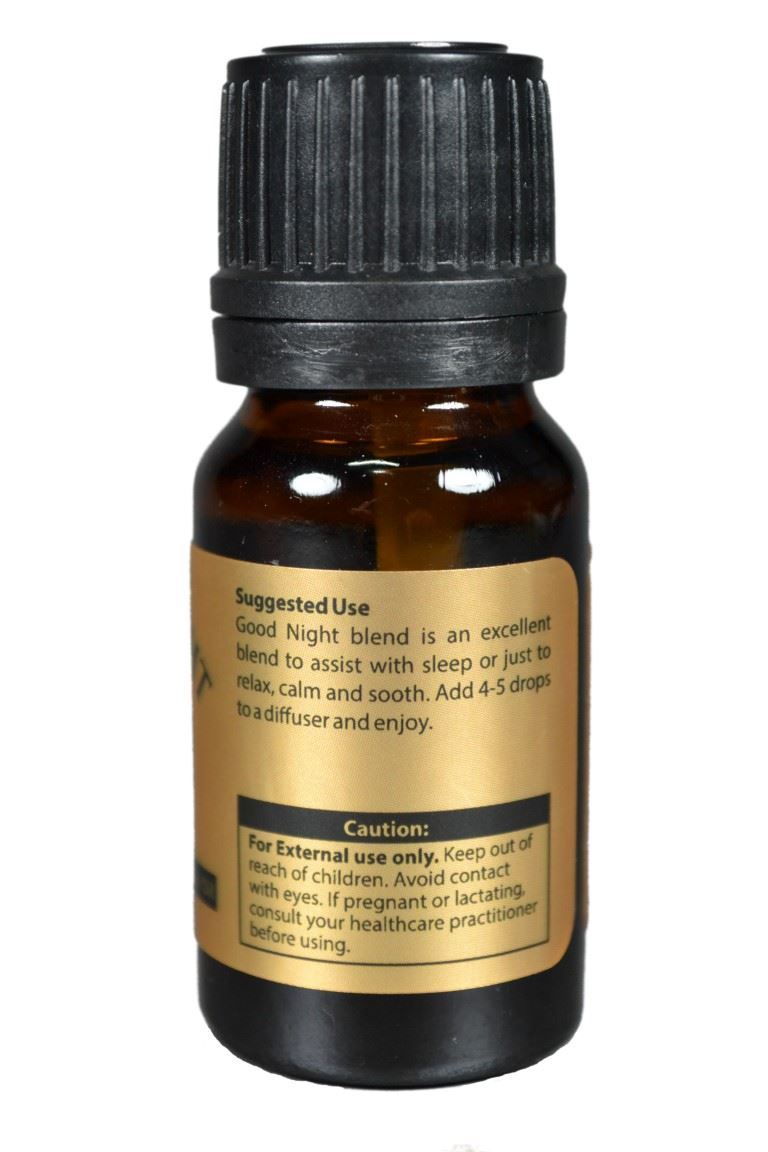 Suggested Use
Good Night blend is an excellent
blend to assist with sleep or just to
relax, calm and sooth. Add 4-5 drops
to a diffuser and enjoy.
Caution:
For External use only. Keep out of
reach of children. Avoid contact
with eyes. If pregnant or lactating,
consult your healthcare practitioner
before using.